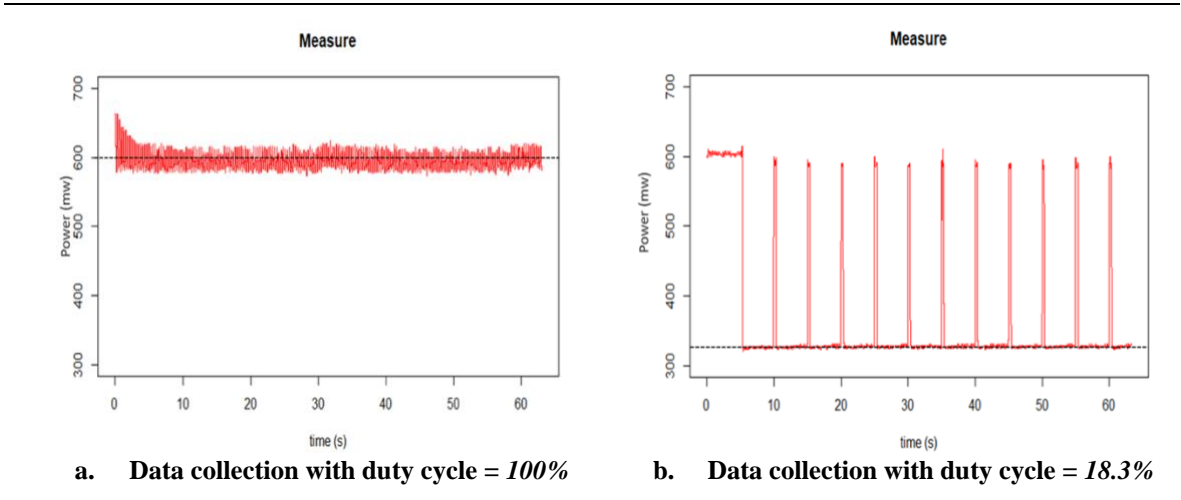 Measure
700
600
500
400
300
Power (mw)
0 10 20 30 40 50 60
time (s)
a. Data collection with duty cycle = 100%
Measure
700
600
500
400
300
Power (mw)
0 10 20 30 40 50 60
time (s)
b. Data collection with duty cycle = 18.3%